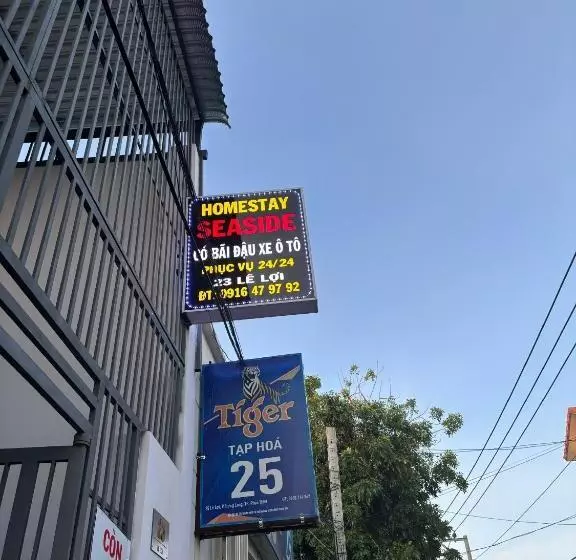 HOMESTAY
SEASIDE
CÓ BÃI ĐẬU XE Ô TÔ
PHỤC VỤ 24/24
23 LÊ LỢI
ĐT: 0916 47 97 92
Tiger
TẠP HOÁ
25
CÒN